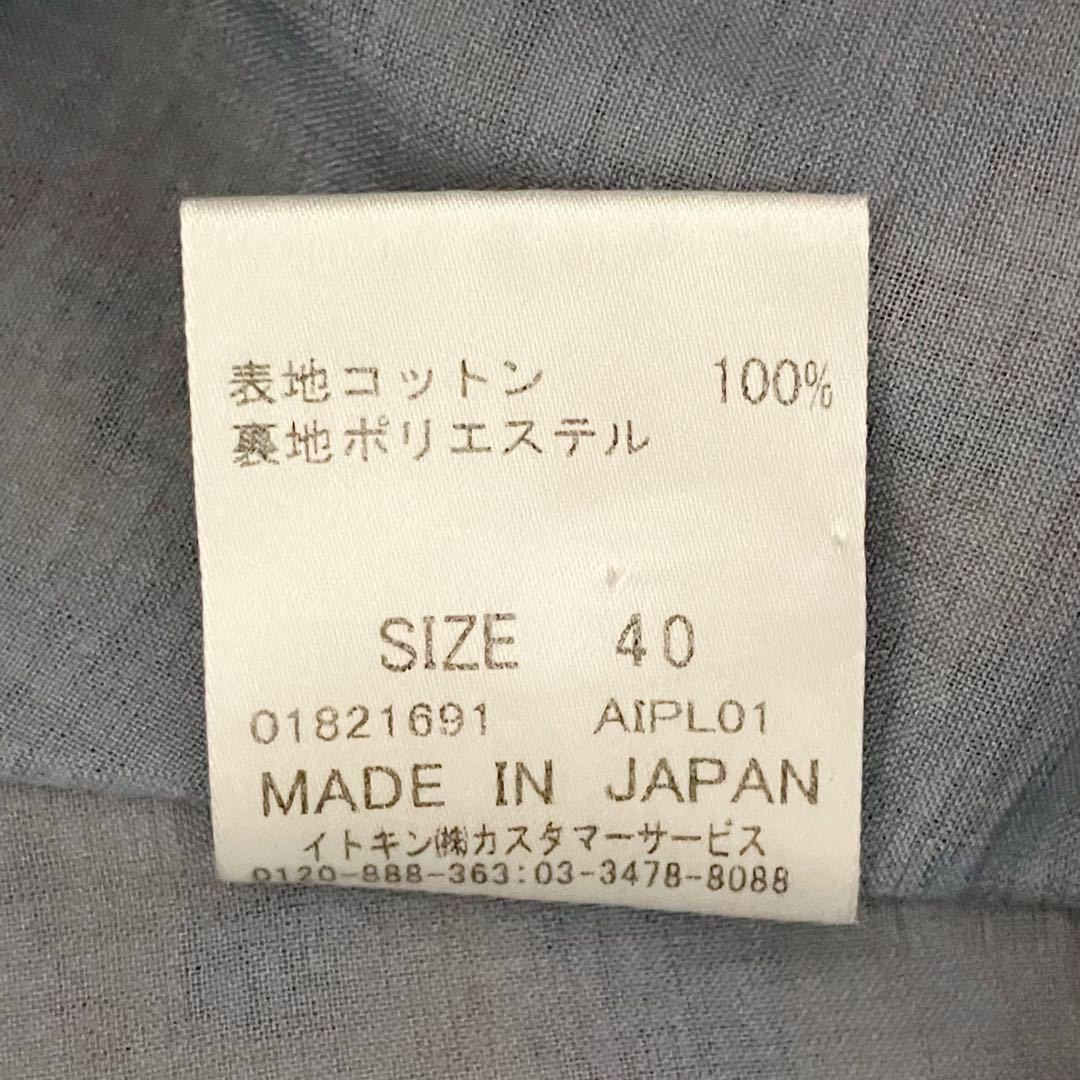 表地コットン 100%
裏地ポリエステル
SIZE 40
01821691 AIPL01
MADE IN JAPAN
イトキン㈱カスタマーサービス
0120-888-363:03-3478-8088